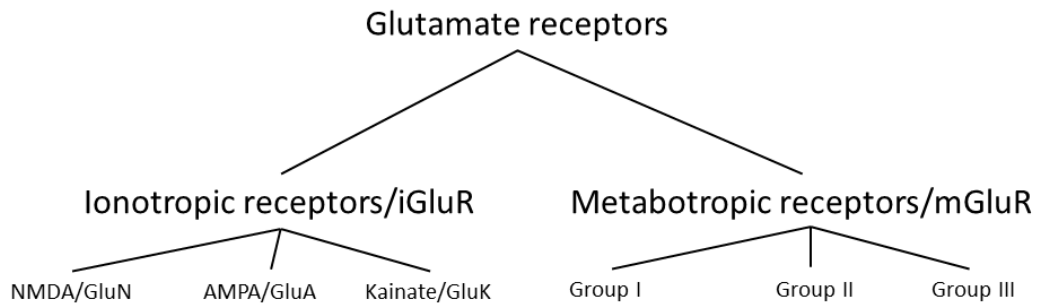 Glutamate receptors
Ionotropic receptors/iGluR
Metabotropic receptors/mGluR
NMDA/GluN
AMPA/GluA
Kainate/GluK
Group I
Group II
Group III